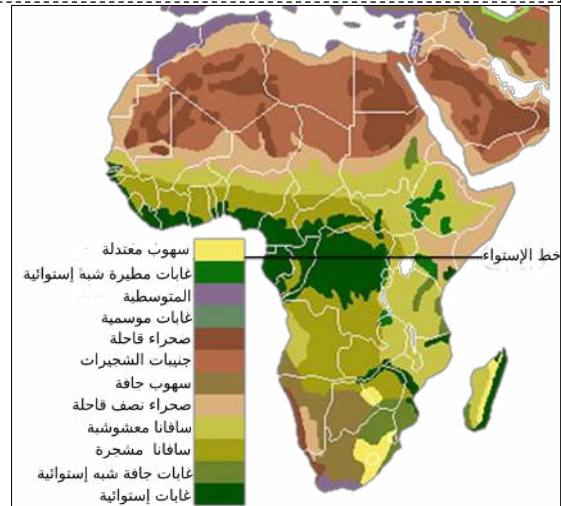 خط الإستواء
سهوب معتدلة
غابات مطيرة شبه إستوائية
المتوسطية
غابات موسمية
صحراء قاحلة
جنيبات الشجيرات
سهوب جافة
صحراء نصف قاحلة
سافانا معشوشبة
سافانا مشجرة
غابات جافة شبه إستوائية
غابات إستوائية